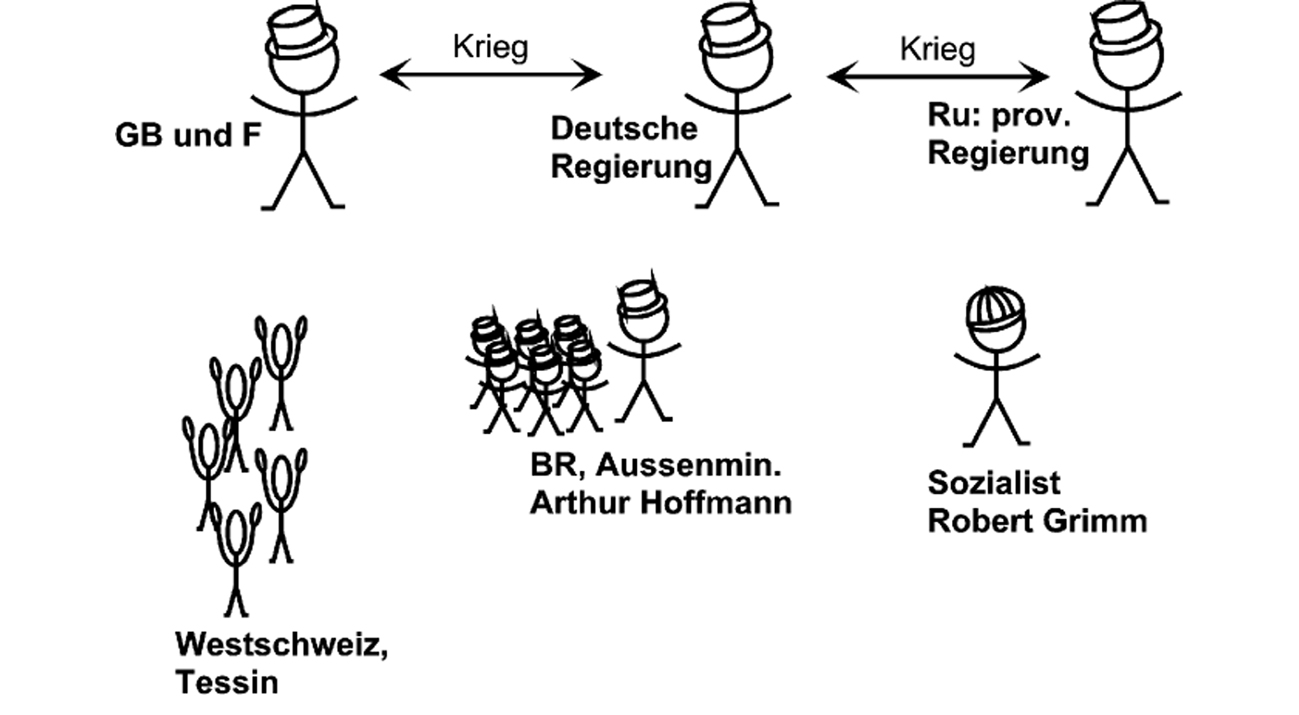 Krieg
Krieg
GB und F
Deutsche
Regierung
Ru: prov.
Regierung
BR, Aussenmin.
Arthur Hoffmann
Sozialist
Robert Grimm
Westschweiz,
Tessin